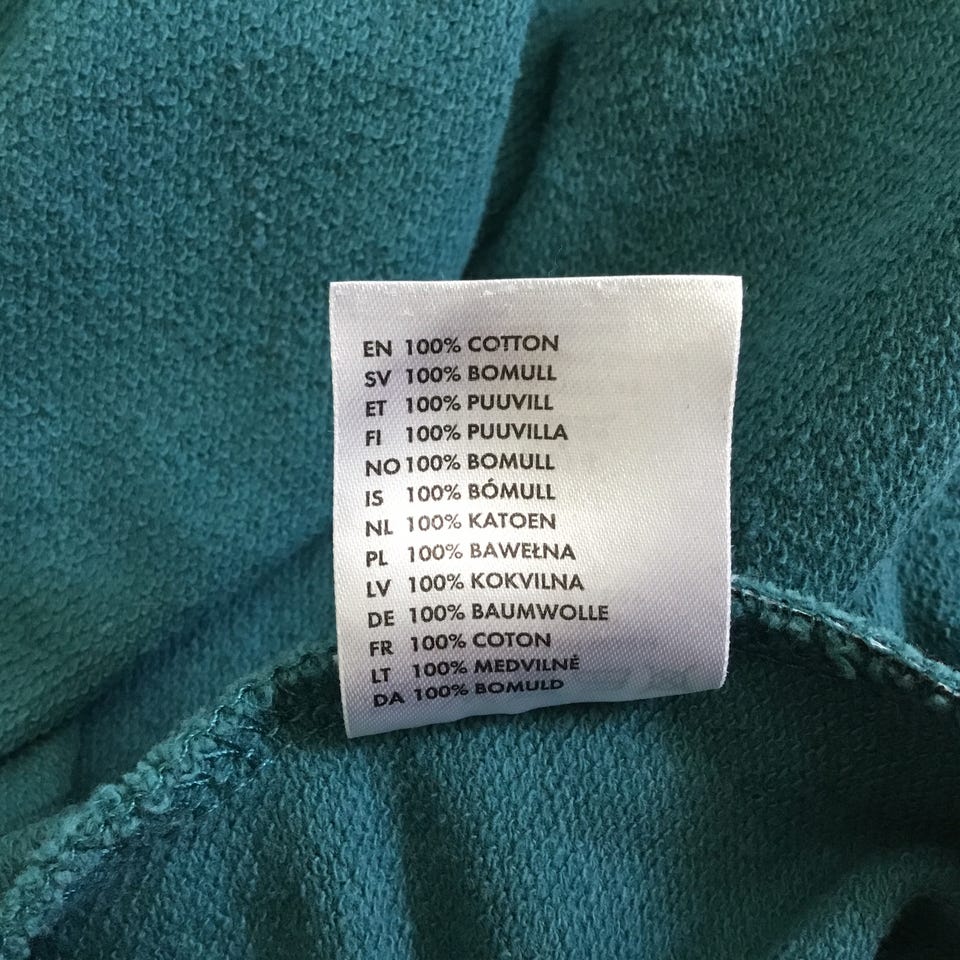 EN 100% COTTON
SV 100% BOMULL
ET 100% PUUVILL
FI 100% PUUVILLA
NO 100% BOMULL
IS 100% BÓMULL
NL 100% KATOEN
PL 100% BAWEŁNA
LV 100% KOKVILNA
DE 100% BAUMWOLLE
FR 100% COTON
LT 100% MEDVILNĖ
DA 100% BOMULD